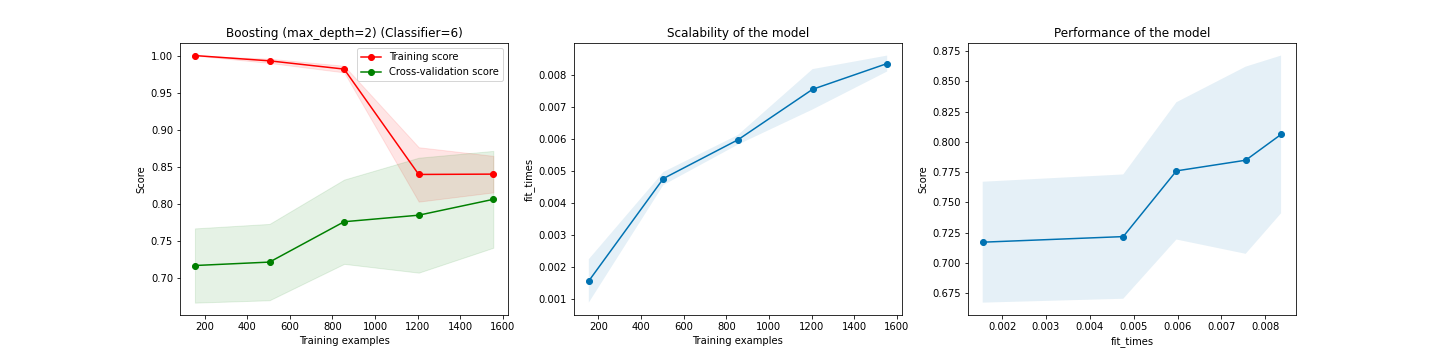 Boosting (max_depth=2) (Classifier=6)
Training score
Cross-validation score
1.00
0.95
0.90
0.85
0.80
0.75
0.70
Score
200 400 600 800 1000 1200 1400 1600
Training examples
Scalability of the model
0.008
0.007
0.006
0.005
0.004
0.003
0.002
0.001
fit_times
200 400 600 800 1000 1200 1400 1600
Training examples
Performance of the model
0.875
0.850
0.825
0.800
0.775
0.750
0.725
0.700
0.675
Score
0.002 0.003 0.004 0.005 0.006 0.007 0.008
fit_times